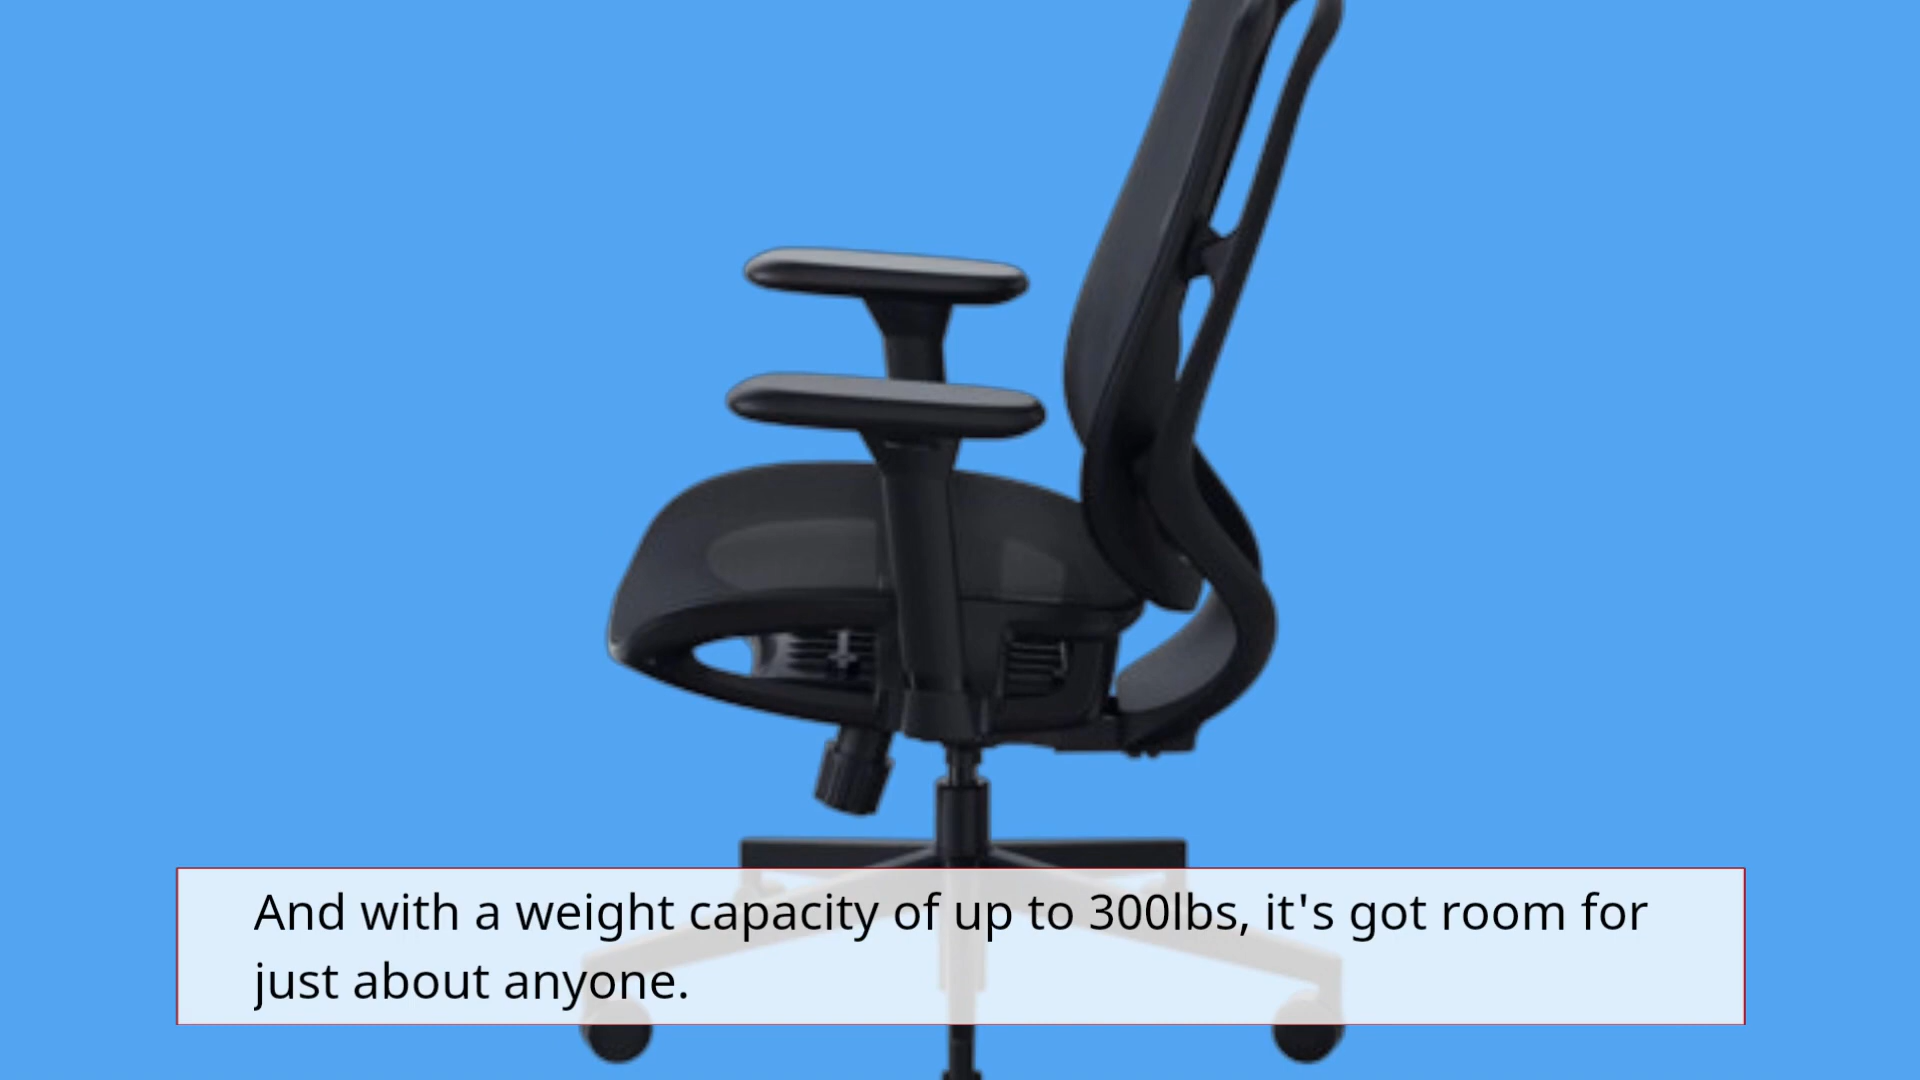 And with a weight capacity of up to 300lbs, it's got room for
just about anyone.